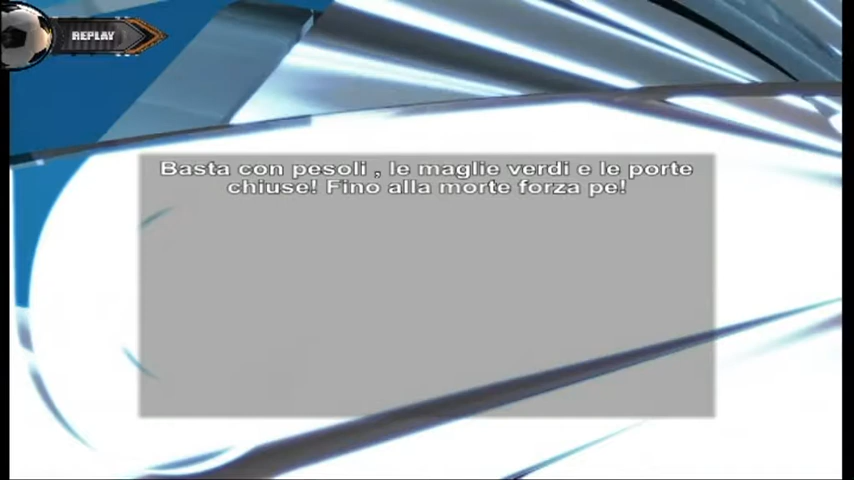 REPLAY
Basta con pesoli , le maglie verdi e le porte
chiuse! Fino alla morte forza pe!